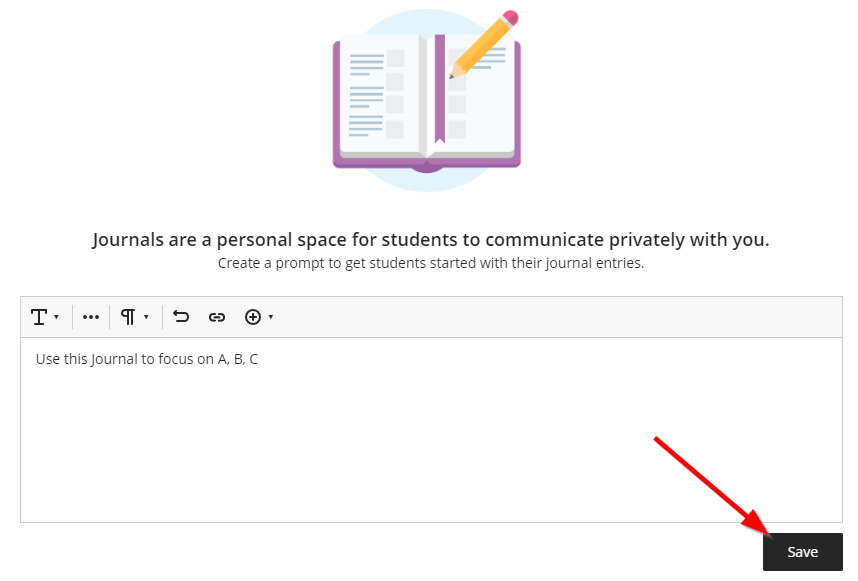 Journals are a personal space for students to communicate privately with you.
Create a prompt to get students started with their journal entries.
Use this Journal to focus on A, B, C
Save